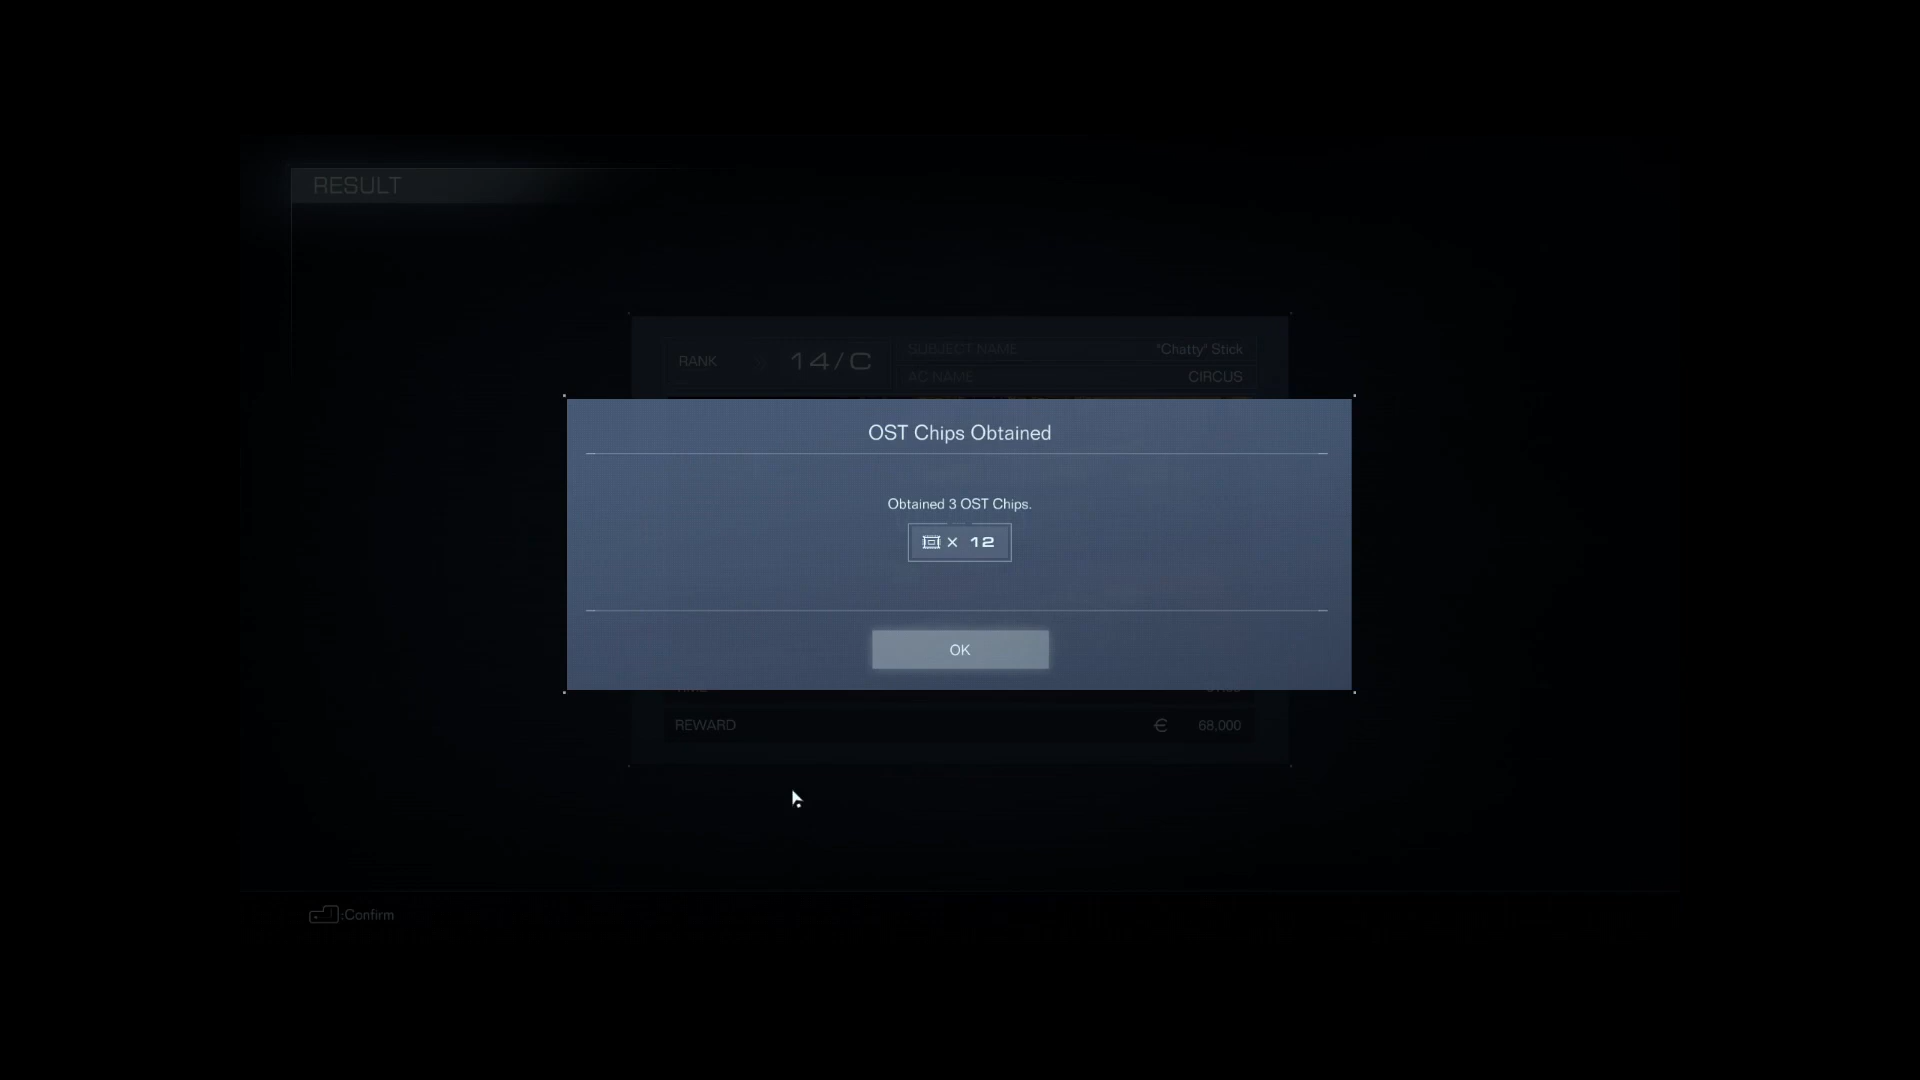 RESULT
RANK 14/C
SUBJECT NAME "Chatty" Stick
AC NAME CIRCUS
OST Chips Obtained
Obtained 3 OST Chips.
× 12
OK
REWARD € 68,000
:Confirm